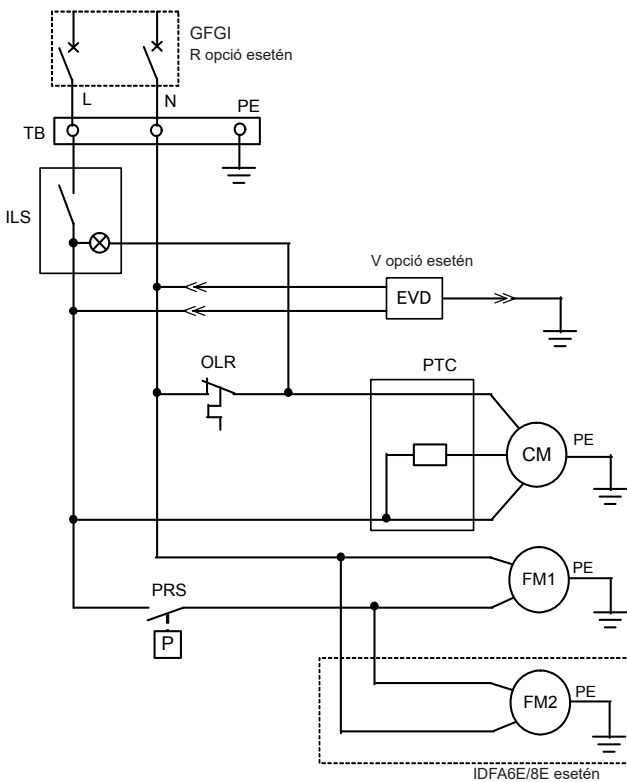 GFGI
R opció esetén
L
N
PE
TB
ILS
V opció esetén
EVD
OLR
PTC
CM
PE
PRS
P
FM1
PE
FM2
PE
IDFA6E/8E esetén